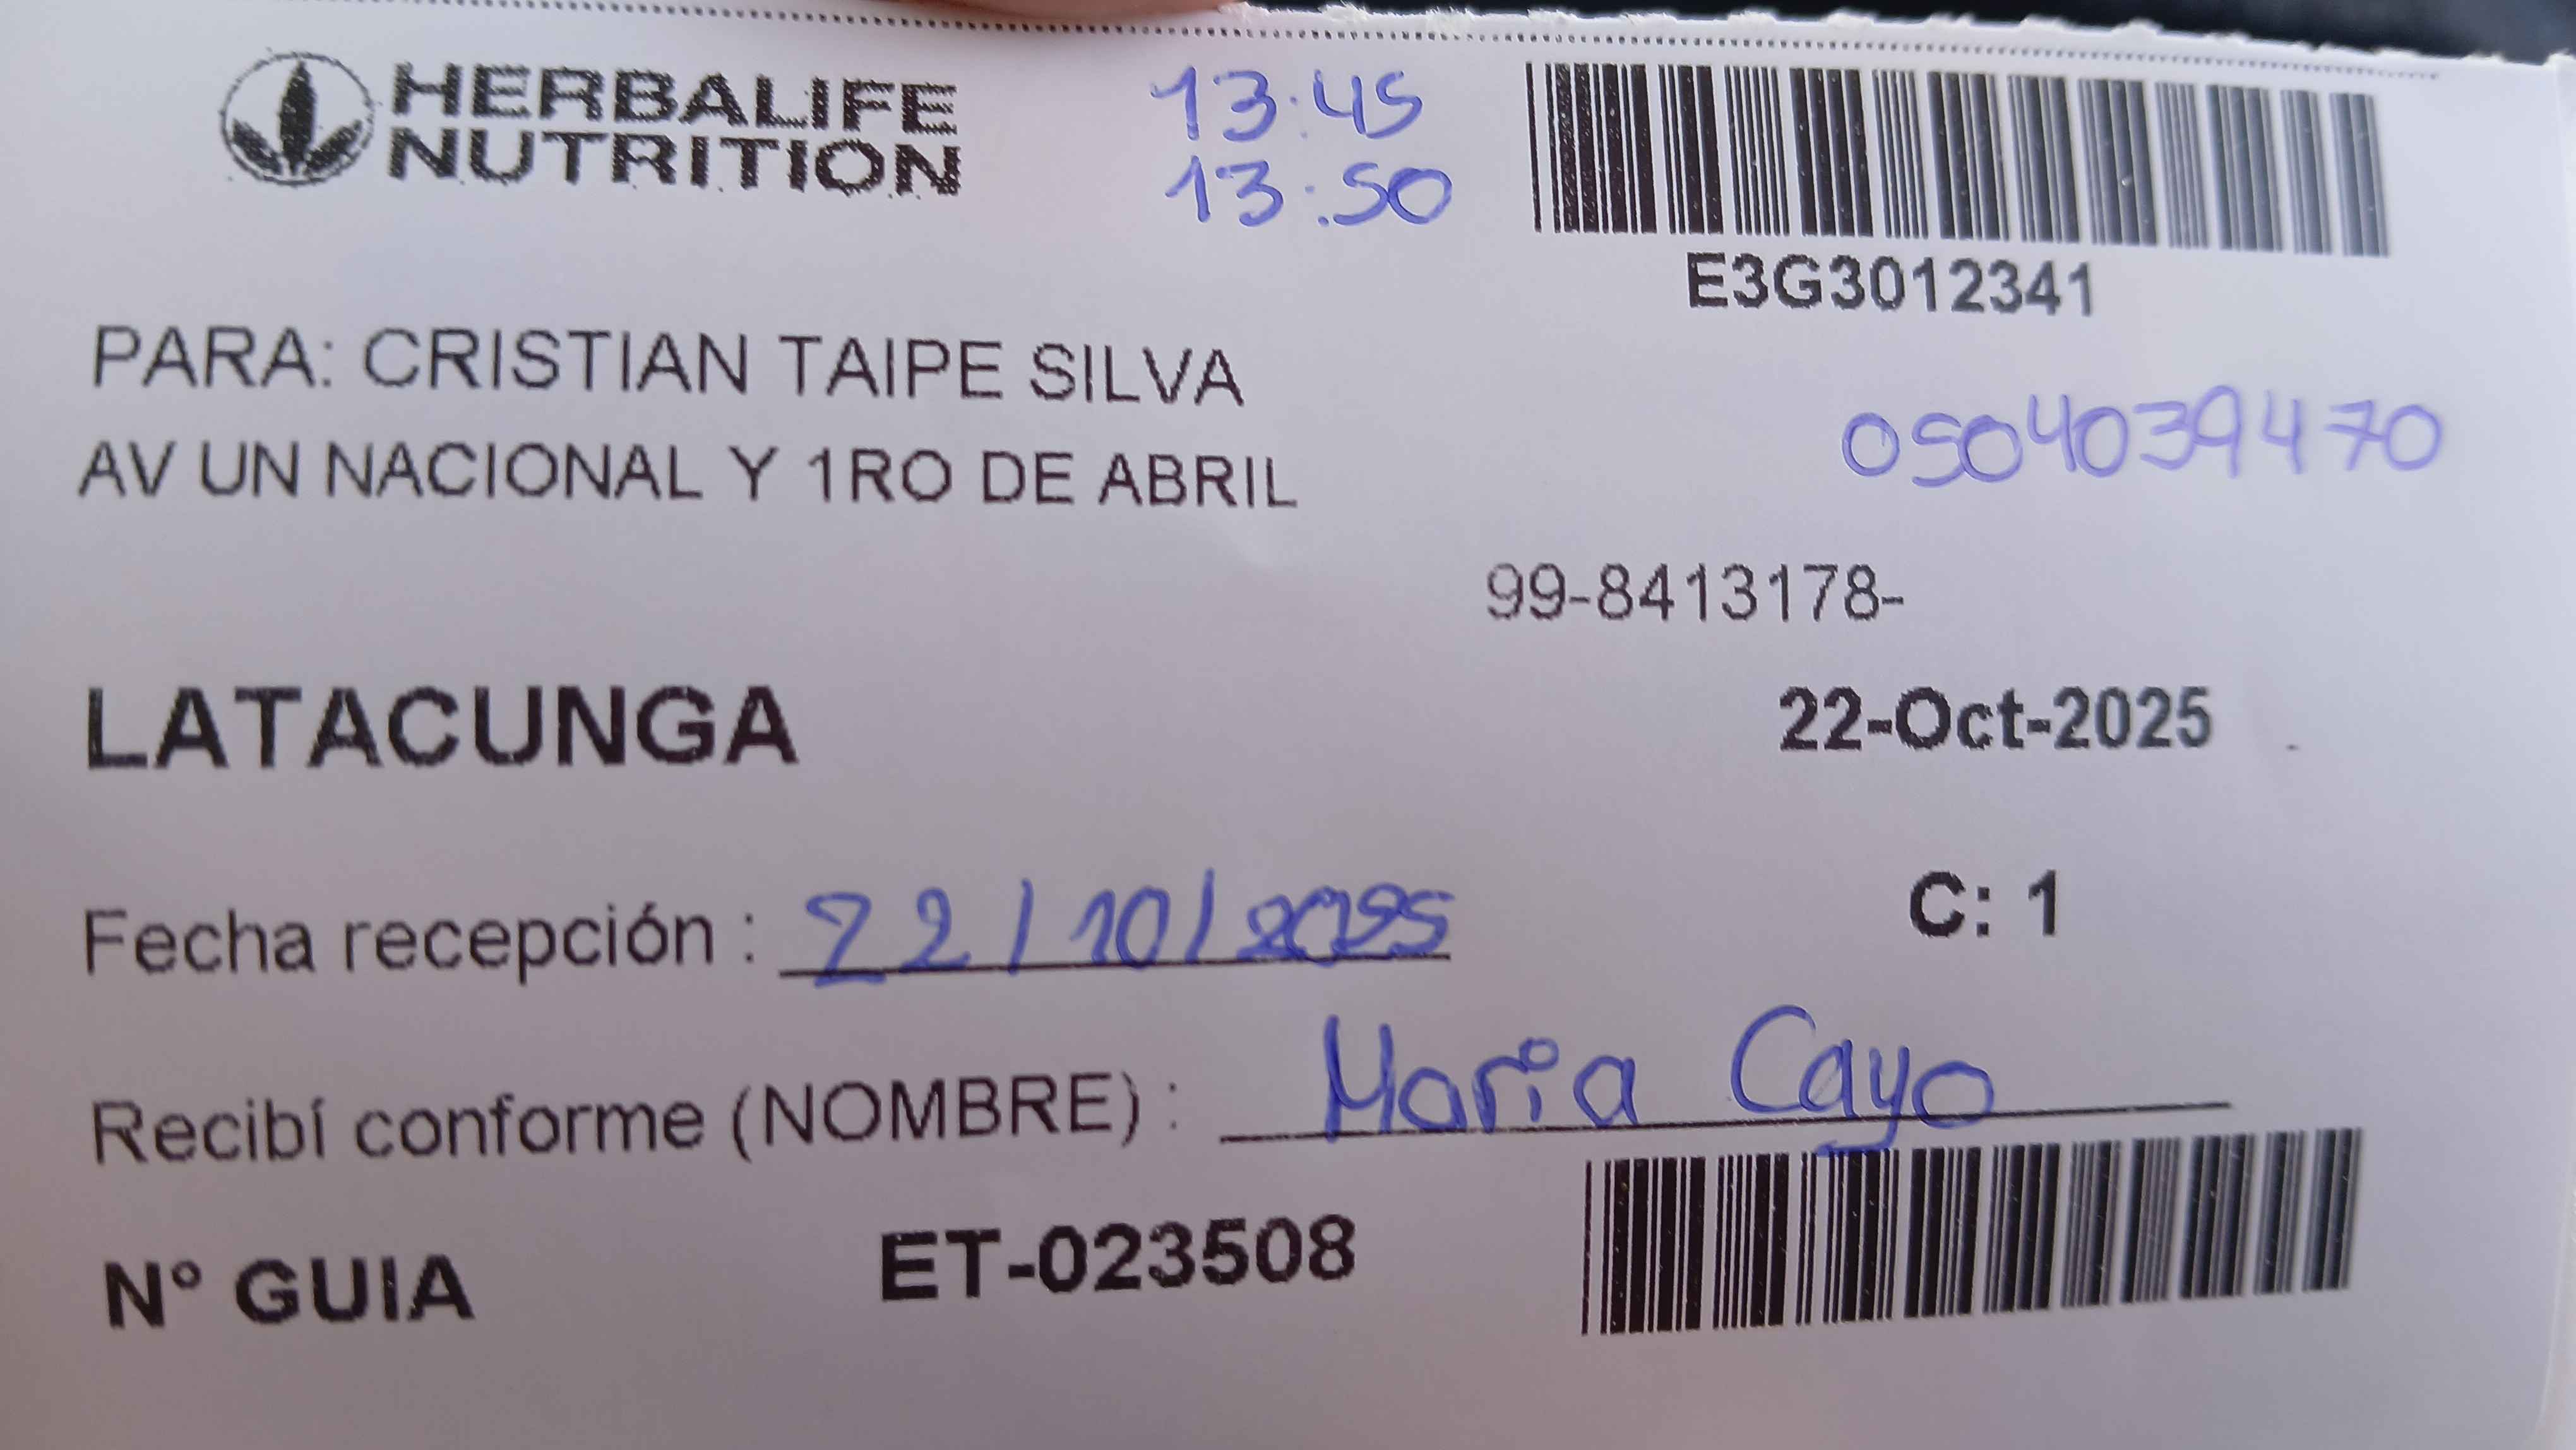 HERBALIFE
NUTRITION
13:45
13:50
E3G3012341
PARA: CRISTIAN TAIPE SILVA
0504039470
AV UN NACIONAL Y 1RO DE ABRIL
99-8413178-
LATACUNGA
22-Oct-2025
Fecha recepción : 22/10/2025
C: 1
Recibí conforme (NOMBRE) : Maria Cayo
N° GUIA ET-023508